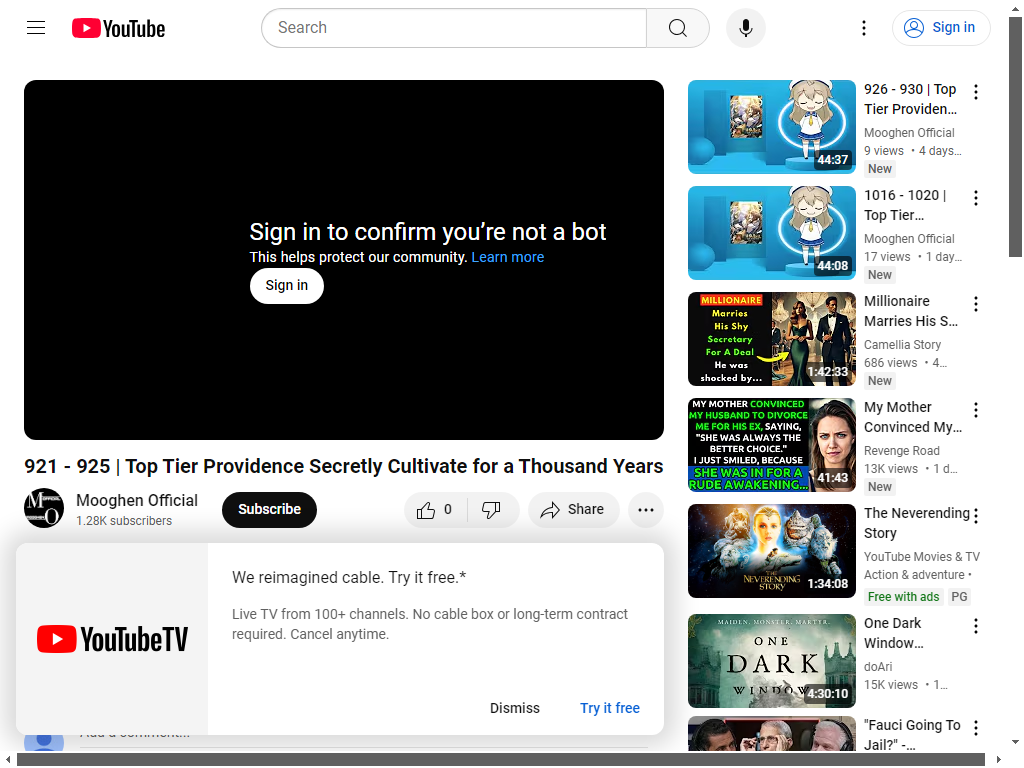 YouTube
Search
Sign in
Sign in to confirm you’re not a bot
This helps protect our community. Learn more
Sign in
921 - 925 | Top Tier Providence Secretly Cultivate for a Thousand Years
Mooghen Official
1.28K subscribers
Subscribe
0
Share
We reimagined cable. Try it free.*
Live TV from 100+ channels. No cable box or long-term contract
required. Cancel anytime.
YouTubeTV
Dismiss
Try it free
Add a comment...
44:37
926 - 930 | Top
Tier Providen...
Mooghen Official
9 views • 4 days...
New
44:08
1016 - 1020 |
Top Tier...
Mooghen Official
17 views • 1 day...
New
MILLIONAIRE
Marries
His Shy
Secretary
For A Deal
He was
shocked by...
1:42:33
Millionaire
Marries His S...
Camellia Story
686 views • 4...
New
MY MOTHER CONVINCED
MY HUSBAND TO DIVORCE
ME FOR HIS EX, SAYING,
"SHE WAS ALWAYS THE
BETTER CHOICE."
I JUST SMILED, BECAUSE
SHE WAS IN FOR A
RUDE AWAKENING...
41:43
My Mother
Convinced My...
Revenge Road
13K views • 1 d...
New
THE
NEVERENDING
STORY
1:34:08
The Neverending
Story
YouTube Movies & TV
Action & adventure •
Free with ads PG
MAIDEN. MONSTER. MARTYR.
ONE
DARK
WINDOW
4:30:10
One Dark
Window...
doAri
15K views • 1...
"Fauci Going To
Jail?" -...